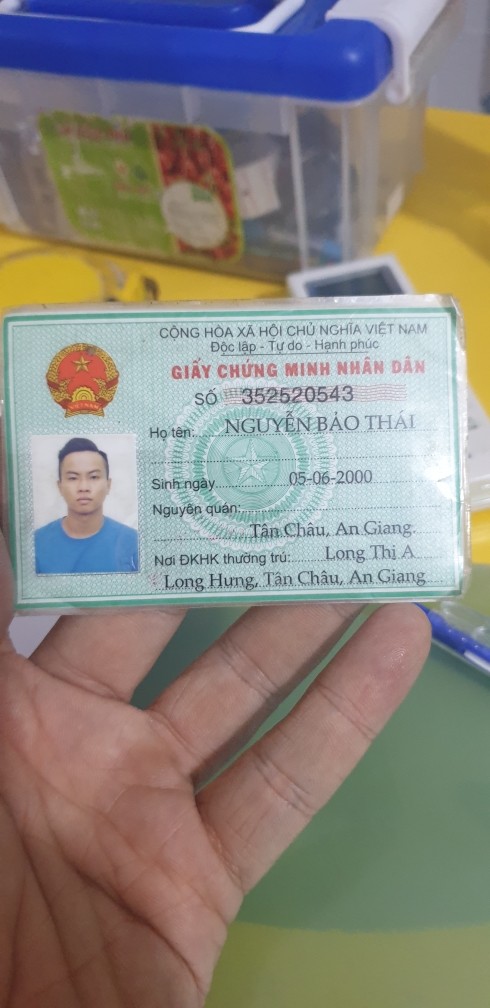 CỘNG HÒA XÃ HỘI CHỦ NGHĨA VIỆT NAM
Độc lập - Tự do - Hạnh phúc
GIẤY CHỨNG MINH NHÂN DÂN
SỐ 352520543
Họ tên: NGUYỄN BẢO THÁI
Sinh ngày 05-06-2000
Nguyên quán:
Tân Châu, An Giang.
Nơi ĐKHK thường trú: Long Thị A
Long Hưng, Tân Châu, An Giang